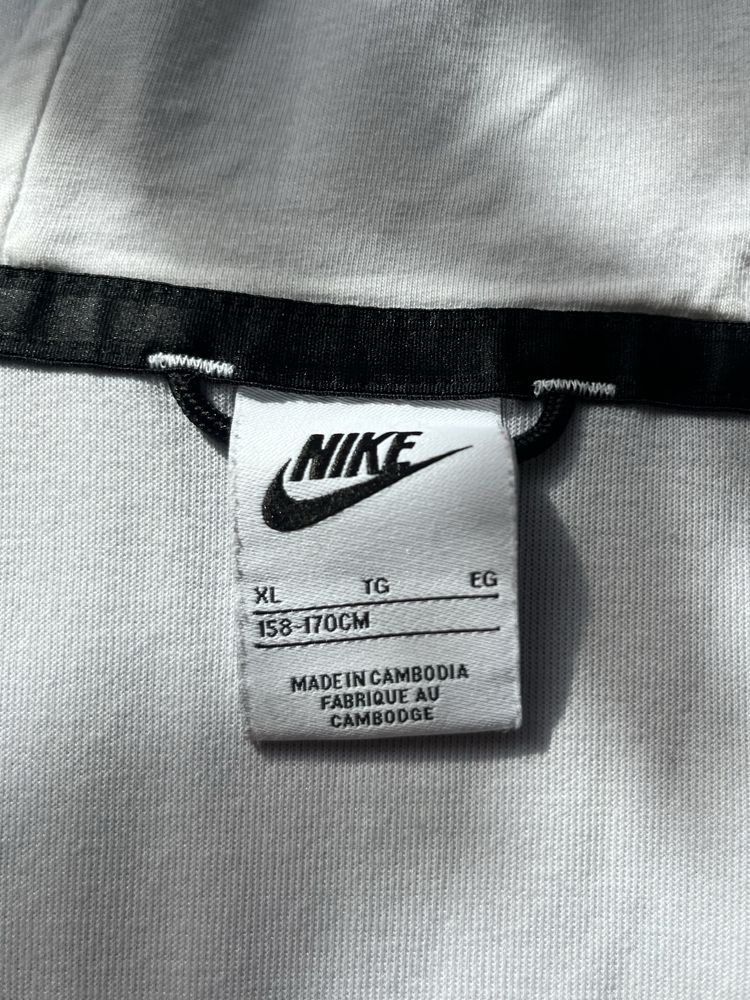 NIKE
XL TG EG
158-170CM
MADE IN CAMBODIA
FABRIQUE AU
CAMBODGE